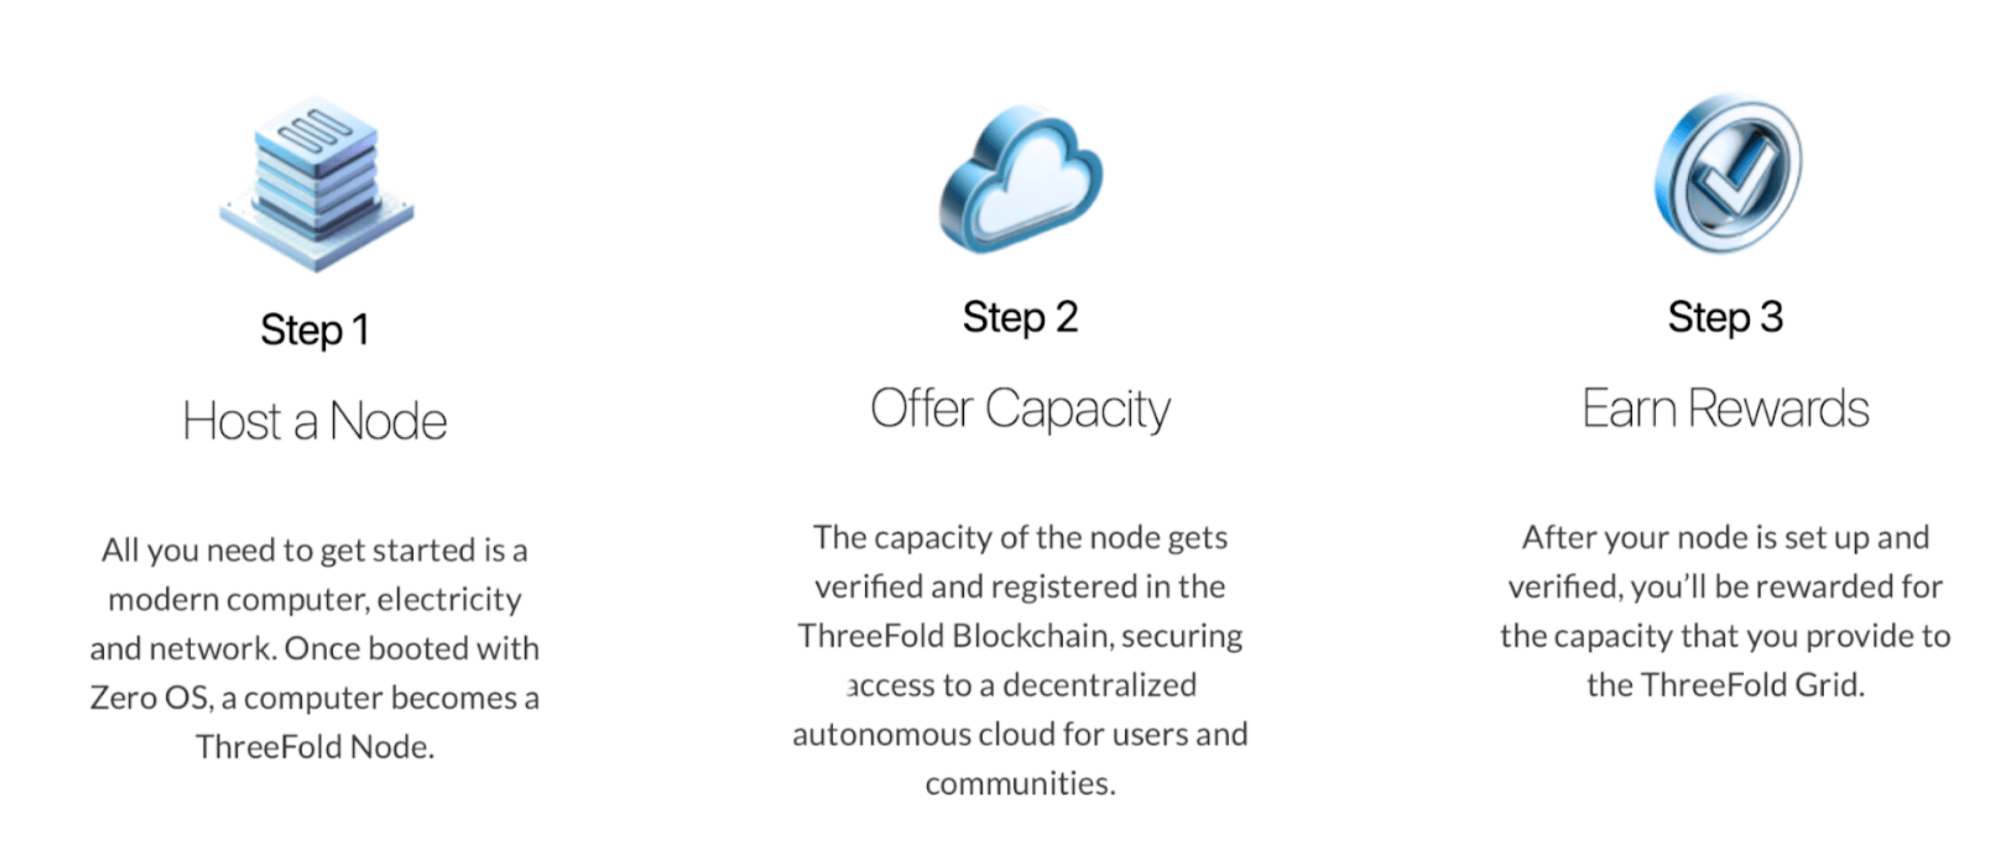 Step 1
Host a Node
All you need to get started is a
modern computer, electricity
and network. Once booted with
Zero OS, a computer becomes a
ThreeFold Node.
Step 2
Offer Capacity
The capacity of the node gets
verified and registered in the
ThreeFold Blockchain, securing
access to a decentralized
autonomous cloud for users and
communities.
Step 3
Earn Rewards
After your node is set up and
verified, you’ll be rewarded for
the capacity that you provide to
the ThreeFold Grid.